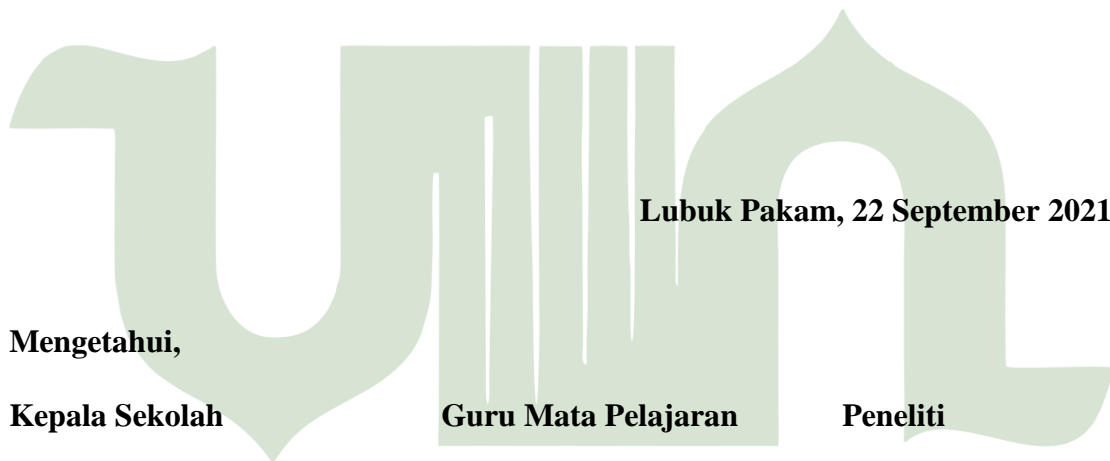 Lubuk Pakam, 22 September 2021
Mengetahui,
Kepala Sekolah Guru Mata Pelajaran Peneliti